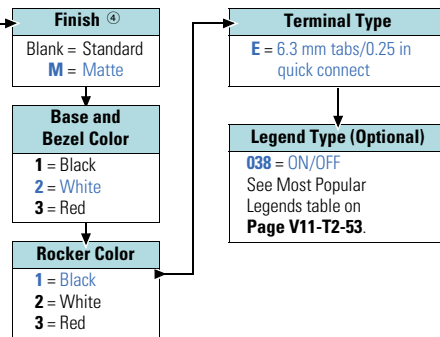 Finish ④
Blank = Standard
M = Matte
Base and
Bezel Color
1 = Black
2 = White
3 = Red
Rocker Color
1 = Black
2 = White
3 = Red
Terminal Type
E = 6.3 mm tabs/0.25 in
quick connect
Legend Type (Optional)
038 = ON/OFF
See Most Popular
Legends table on
Page V11-T2-53.